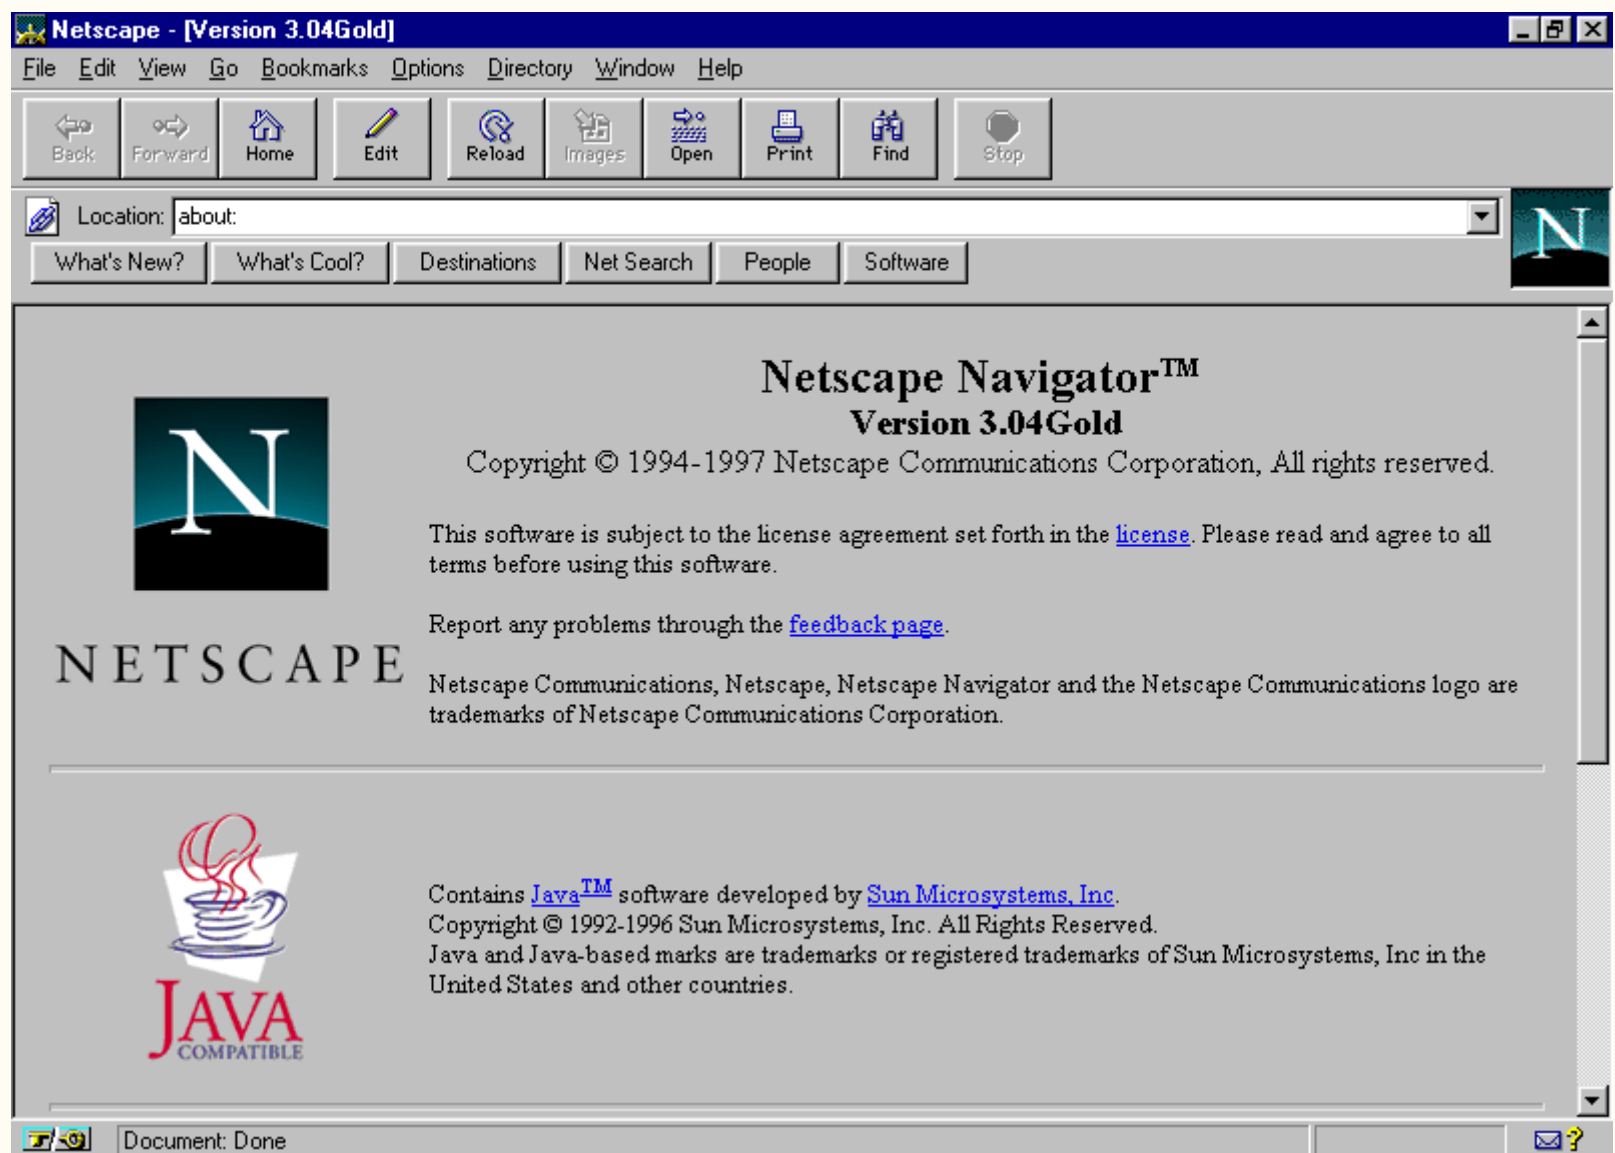 Netscape - [Version 3.04Gold]
File Edit View Go Bookmarks Options Directory Window Help
Back Forward Home Edit Reload Images Open Print Find Stop
Location: about:
N
What's New? What's Cool? Destinations Net Search People Software
Netscape Navigator™
Version 3.04Gold
Copyright © 1994-1997 Netscape Communications Corporation, All rights reserved.
N
NETSCAPE
This software is subject to the license agreement set forth in the license. Please read and agree to all
terms before using this software.
Report any problems through the feedback page.
Netscape Communications, Netscape, Netscape Navigator and the Netscape Communications logo are
trademarks of Netscape Communications Corporation.
JAVA
COMPATIBLE
Contains Java™ software developed by Sun Microsystems, Inc.
Copyright © 1992-1996 Sun Microsystems, Inc. All Rights Reserved.
Java and Java-based marks are trademarks or registered trademarks of Sun Microsystems, Inc in the
United States and other countries.
Document: Done
?